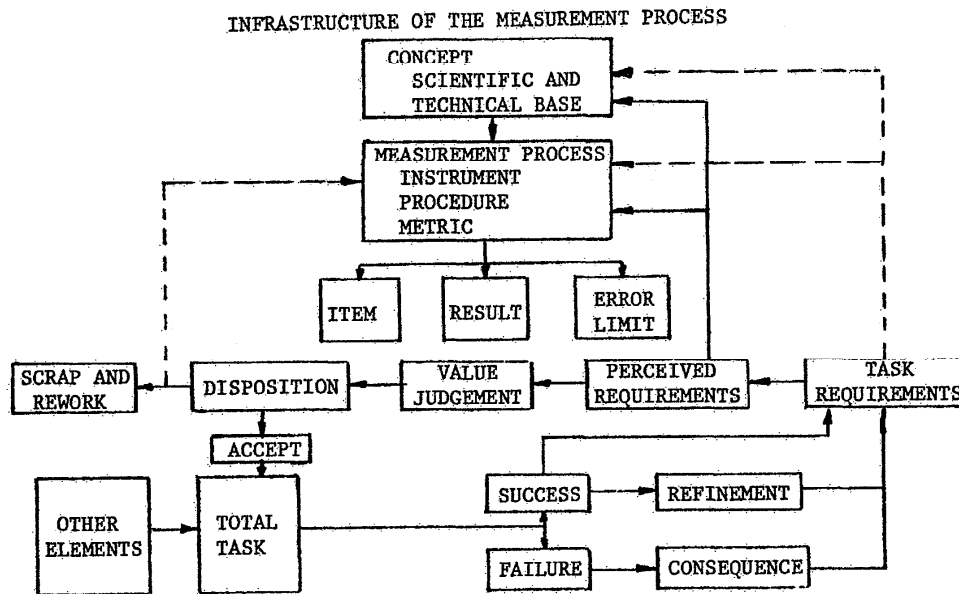 INFRASTRUCTURE OF THE MEASUREMENT PROCESS
CONCEPT
SCIENTIFIC AND
TECHNICAL BASE
MEASUREMENT PROCESS
INSTRUMENT
PROCEDURE
METRIC
ITEM
RESULT
ERROR
LIMIT
SCRAP AND
REWORK
DISPOSITION
VALUE
JUDGEMENT
PERCEIVED
REQUIREMENTS
TASK
REQUIREMENTS
ACCEPT
OTHER
ELEMENTS
TOTAL
TASK
SUCCESS
REFINEMENT
FAILURE
CONSEQUENCE